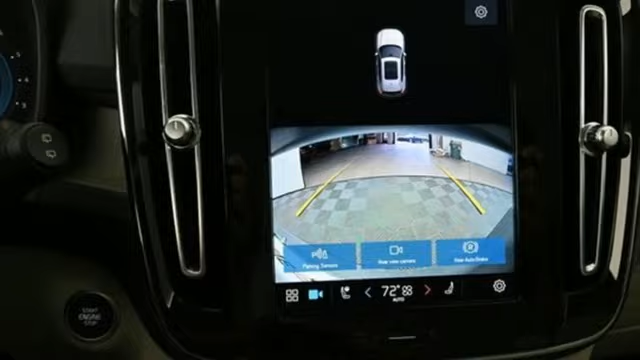 Parking Sensors
Rear view camera
Rear Auto Brake
72°
AUTO
START
ENGINE
STOP